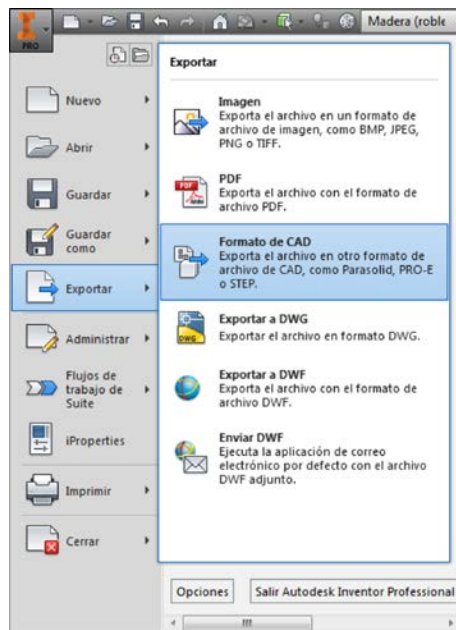 Madera (roble
PRO
Exportar
Nuevo
Abrir
Guardar
Guardar
como
Exportar
Administrar
Flujos de
trabajo de
Suite
iProperties
Imprimir
Cerrar
Imagen
Exporta el archivo en un formato de
archivo de imagen, como BMP, JPEG,
PNG o TIFF.
PDF
PDF
Exporta el archivo con el formato de
archivo PDF.
Formato de CAD
Exporta el archivo en otro formato de
archivo de CAD, como Parasolid, PRO-E
o STEP.
DWG
Exportar a DWG
Exportar el archivo en formato DWG.
Exportar a DWF
Exporta el archivo con el formato de
archivo DWF.
Enviar DWF
Ejecuta la aplicación de correo
electrónico por defecto con el archivo
DWF adjunto.
Opciones
Salir Autodesk Inventor Professional